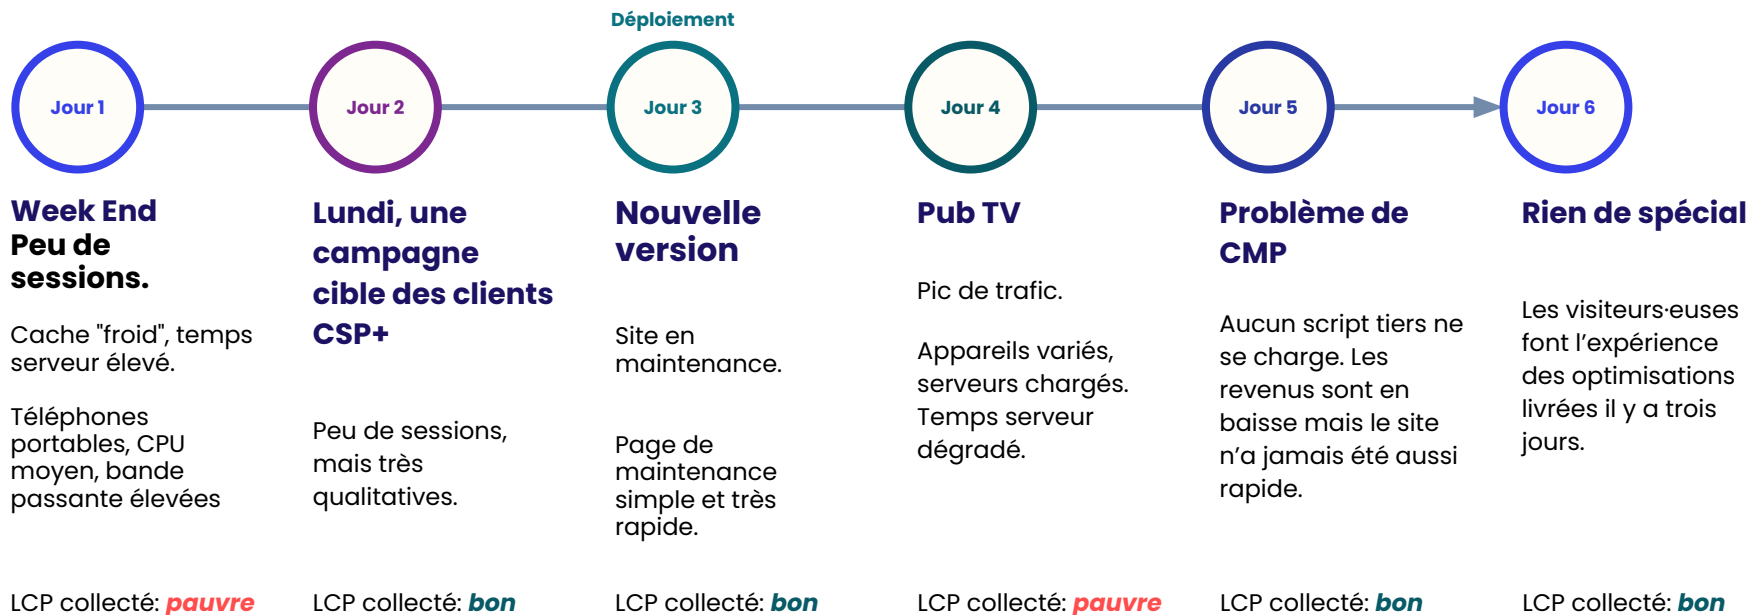 Déploiement
Jour 1
Jour 2
Jour 3
Jour 4
Jour 5
Jour 6
Week End
Peu de
sessions.
Cache "froid", temps
serveur élevé.
Téléphones
portables, CPU
moyen, bande
passante élevées
LCP collecté: pauvre
Lundi, une
campagne
cible des clients
CSP+
Peu de sessions,
mais très
qualitatives.
LCP collecté: bon
Nouvelle
version
Site en
maintenance.
Page de
maintenance
simple et très
rapide.
LCP collecté: bon
Pub TV
Pic de trafic.
Appareils variés,
serveurs chargés.
Temps serveur
dégradé.
LCP collecté: pauvre
Problème de
CMP
Aucun script tiers ne
se charge. Les
revenus sont en
baisse mais le site
n’a jamais été aussi
rapide.
LCP collecté: bon
Rien de spécial
Les visiteurs·euses
font l’expérience
des optimisations
livrées il y a trois
jours.
LCP collecté: bon